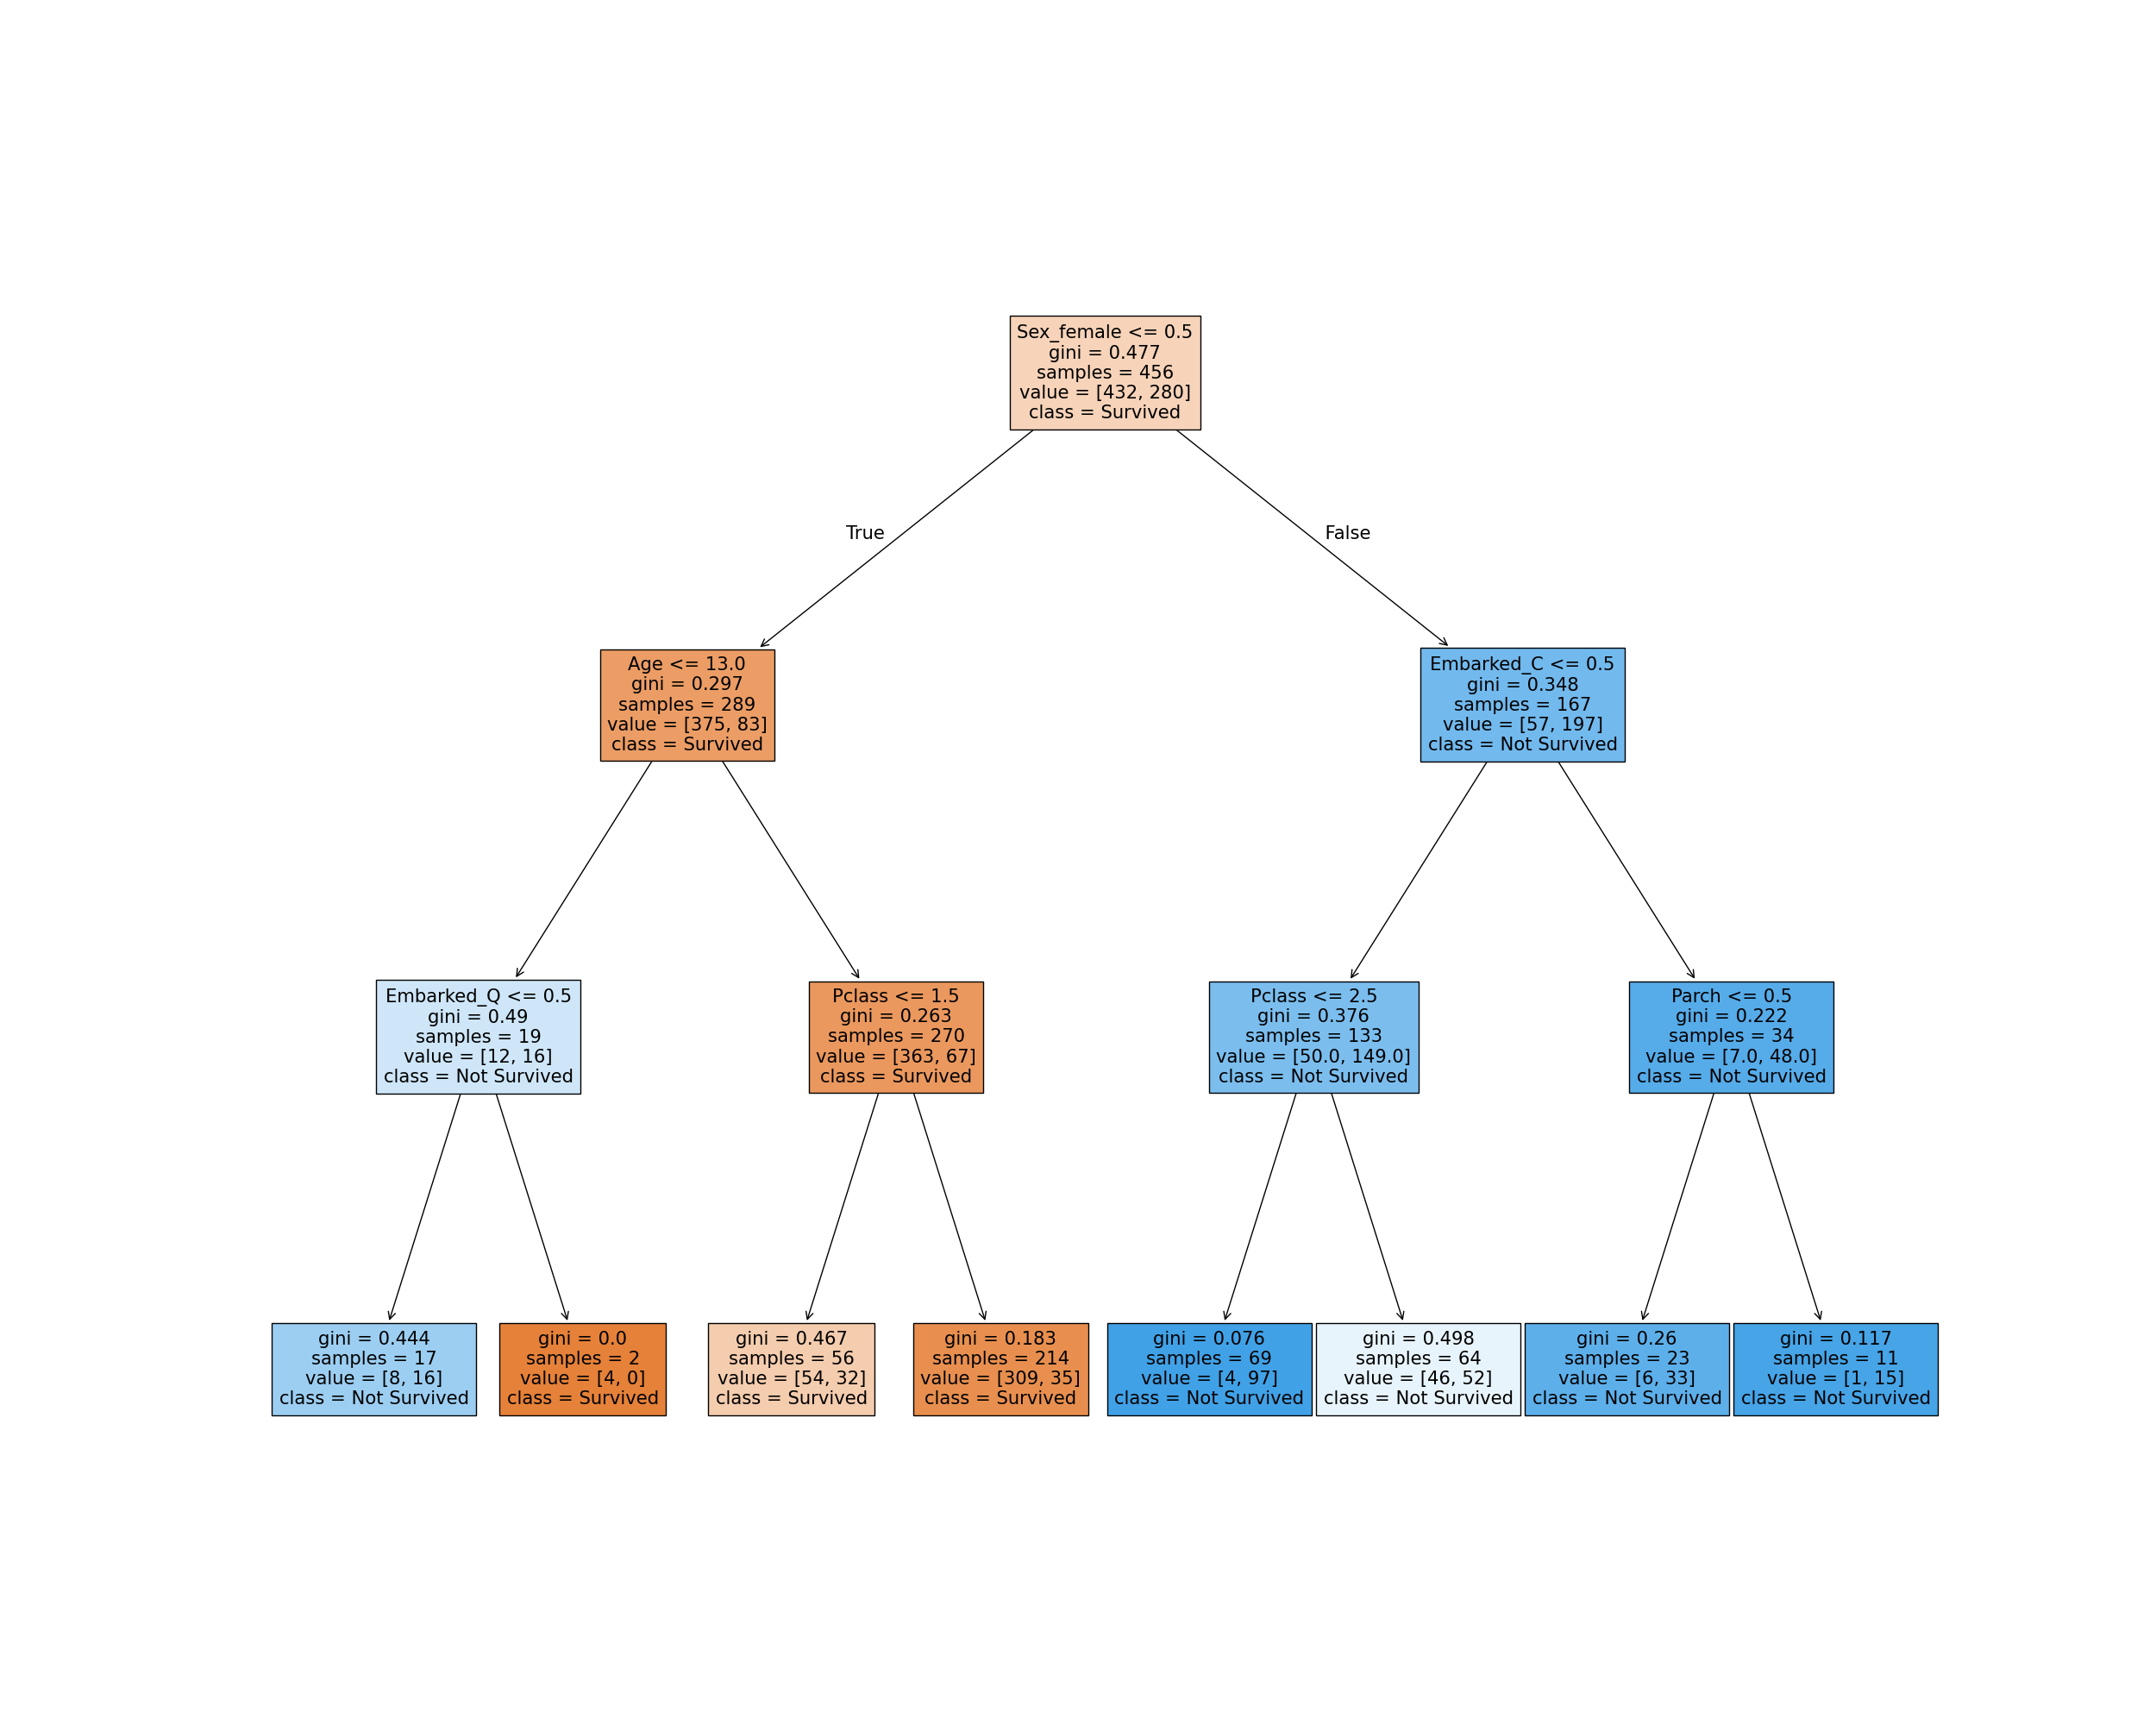 Sex_female <= 0.5
gini = 0.477
samples = 456
value = [432, 280]
class = Survived
True
False
Age <= 13.0
gini = 0.297
samples = 289
value = [375, 83]
class = Survived
Embarked_C <= 0.5
gini = 0.348
samples = 167
value = [57, 197]
class = Not Survived
Embarked_Q <= 0.5
gini = 0.49
samples = 19
value = [12, 16]
class = Not Survived
Pclass <= 1.5
gini = 0.263
samples = 270
value = [363, 67]
class = Survived
Pclass <= 2.5
gini = 0.376
samples = 133
value = [50.0, 149.0]
class = Not Survived
Parch <= 0.5
gini = 0.222
samples = 34
value = [7.0, 48.0]
class = Not Survived
gini = 0.444
samples = 17
value = [8, 16]
class = Not Survived
gini = 0.0
samples = 2
value = [4, 0]
class = Survived
gini = 0.467
samples = 56
value = [54, 32]
class = Survived
gini = 0.183
samples = 214
value = [309, 35]
class = Survived
gini = 0.076
samples = 69
value = [4, 97]
class = Not Survived
gini = 0.498
samples = 64
value = [46, 52]
class = Not Survived
gini = 0.26
samples = 23
value = [6, 33]
class = Not Survived
gini = 0.117
samples = 11
value = [1, 15]
class = Not Survived